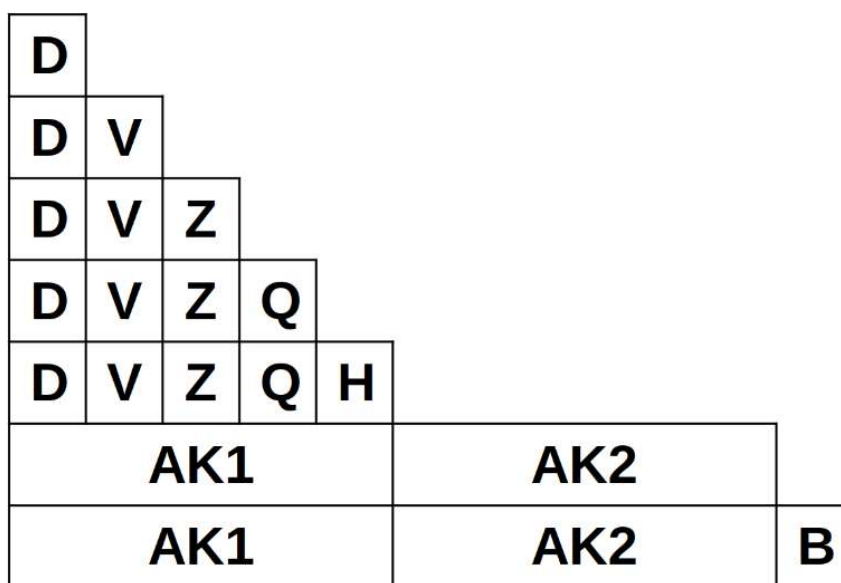 D
D V
D V Z
D V Z Q
D V Z Q H
AK1 AK2
AK1 AK2 B